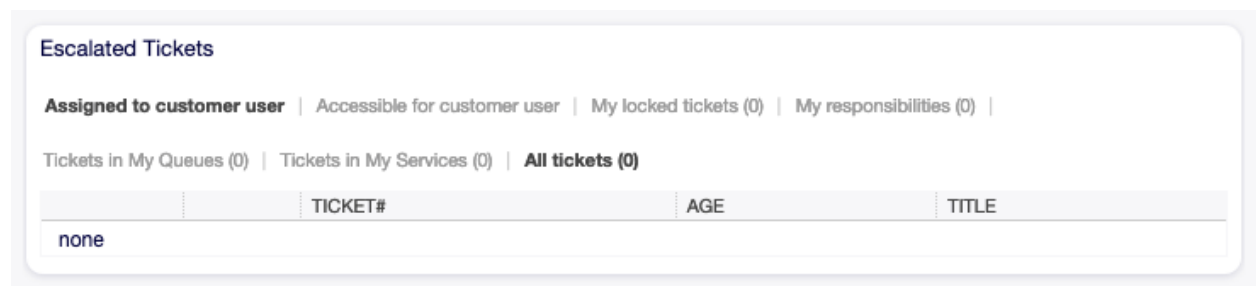 Escalated Tickets
Assigned to customer user | Accessible for customer user | My locked tickets (0) | My responsibilities (0) |
Tickets in My Queues (0) | Tickets in My Services (0) | All tickets (0)
TICKET# AGE TITLE
none